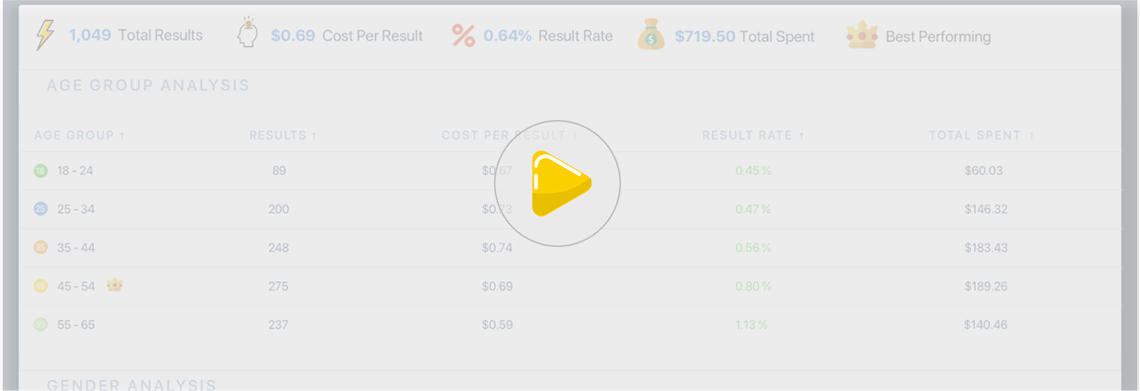 1,049 Total Results $0.69 Cost Per Result 0.64% Result Rate $719.50 Total Spent Best Performing
AGE GROUP ANALYSIS
AGE GROUP ↑ RESULTS ↑ COST PER RESULT ↑ RESULT RATE ↑ TOTAL SPENT ↑
18 18 - 24 89 $0.67 0.45 % $60.03
25 25 - 34 200 $0.73 0.47 % $146.32
35 35 - 44 248 $0.74 0.56 % $183.43
45 - 54 275 $0.69 0.80 % $189.26
55 - 65 237 $0.59 1.13 % $140.46
GENDER ANALYSIS